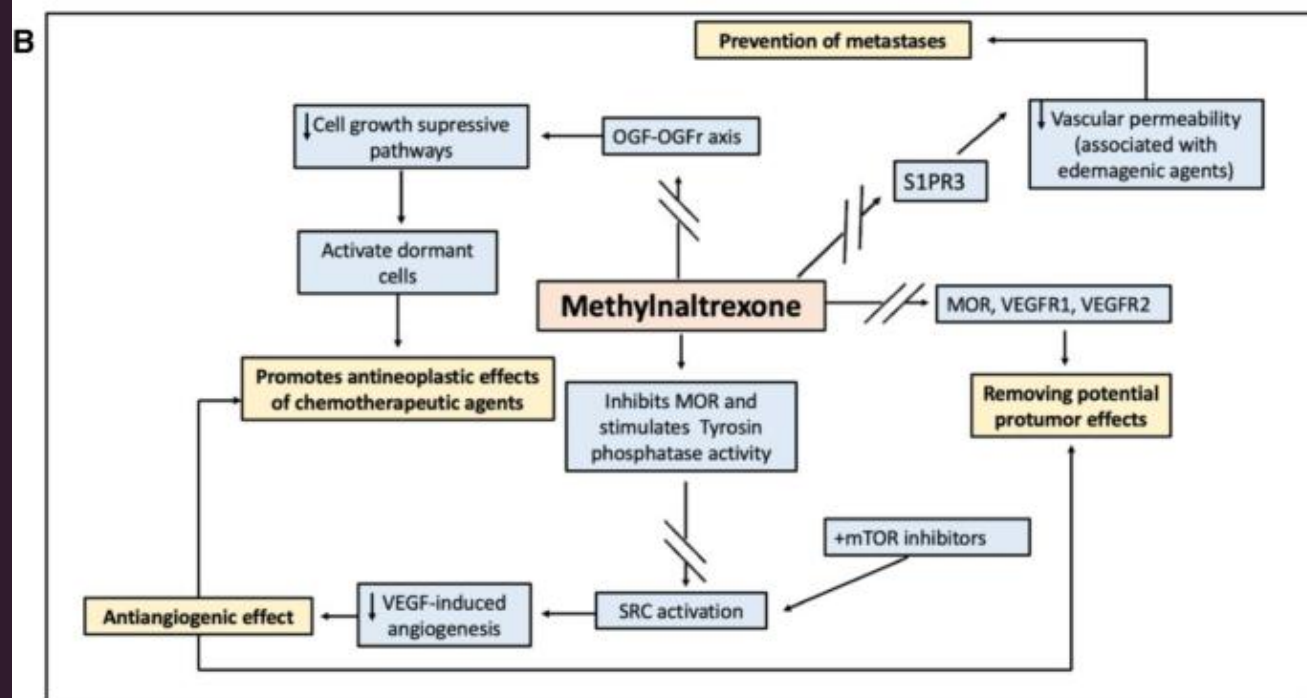 B
Prevention of metastases
↓Cell growth supressive
pathways
OGF-OGFr axis
↓ Vascular permeability
(associated with
edemagenic agents)
S1PR3
Activate dormant
cells
Methylnaltrexone
MOR, VEGFR1, VEGFR2
Promotes antineoplastic effects
of chemotherapeutic agents
Inhibits MOR and
stimulates Tyrosin
phosphatase activity
Removing potential
protumor effects
+mTOR inhibitors
Antiangiogenic effect
↓ VEGF-induced
angiogenesis
SRC activation